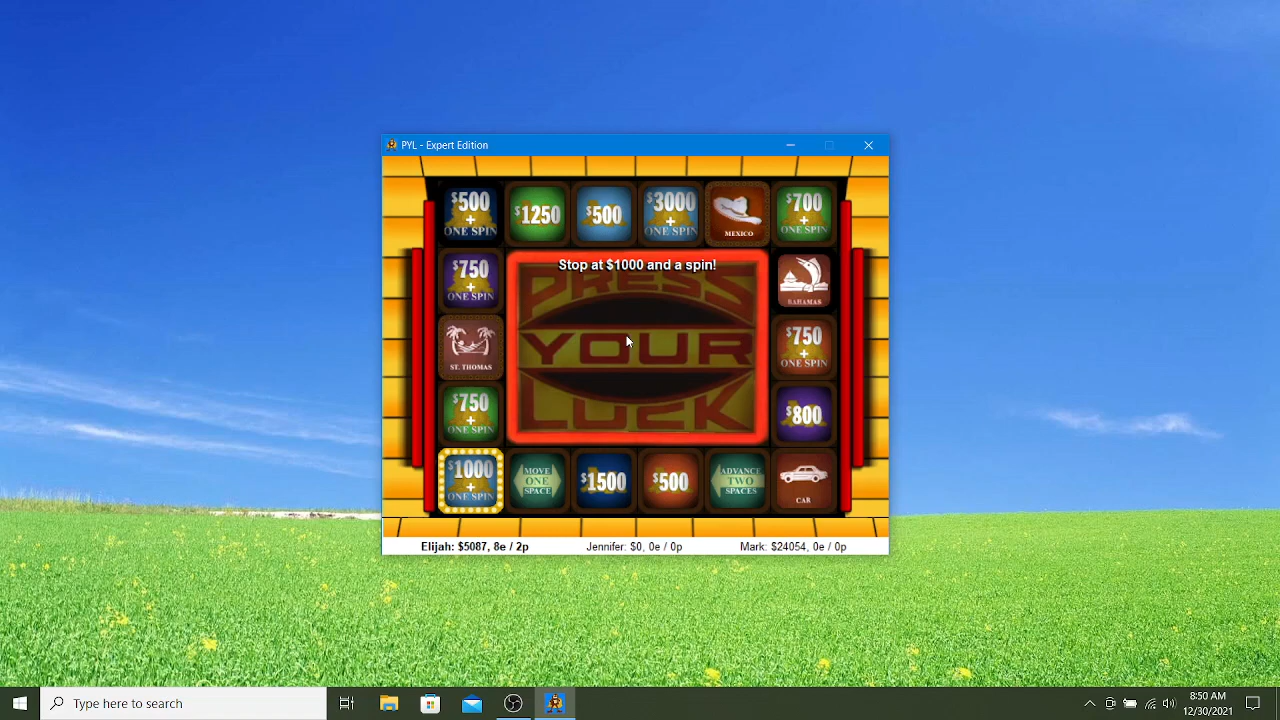 PYL - Expert Edition
$500
+
ONE SPIN
$1250
$500
$3000
+
ONE SPIN
MEXICO
$700
+
ONE SPIN
$750
+
ONE SPIN
Stop at $1000 and a spin!
BAHAMAS
PRESS
YOUR
LUCK
ST. THOMAS
$750
+
ONE SPIN
$750
+
ONE SPIN
$800
$1000
+
ONE SPIN
MOVE
ONE
SPACE
$1500
$500
ADVANCE
TWO
SPACES
CAR
Elijah: $5087, 8e / 2p
Jennifer: $0, 0e / 0p
Mark: $24054, 0e / 0p
Type here to search
8:50 AM
12/30/2021